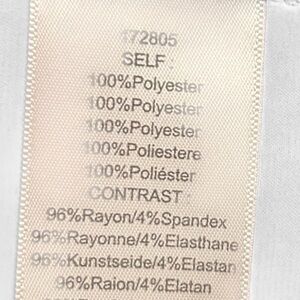 172805
SELF :
100%Polyester
100%Polyester
100%Polyester
100%Poliestere
100%Poliéster
CONTRAST :
96%Rayon/4%Spandex
96%Rayonne/4%Elasthane
96%Kunstseide/4%Elastan
96%Raion/4%Elatan